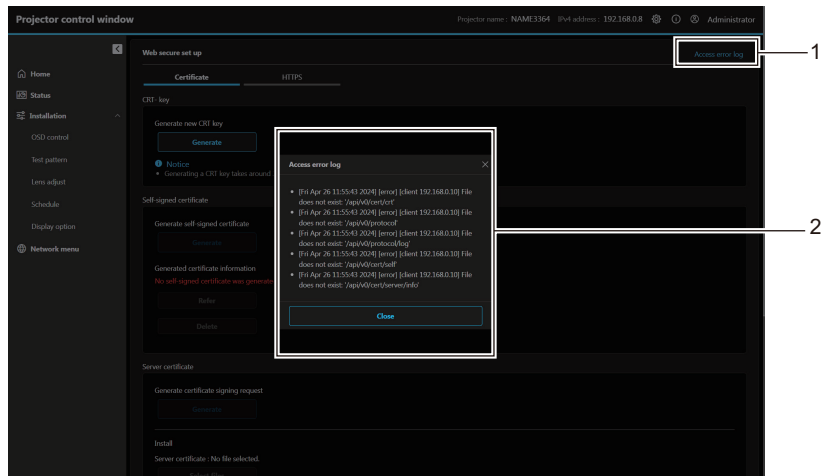 Projector control window
Projector name : NAME3364 IPv4 address : 192.168.0.8 Administrator
Web secure set up
Access error log
1
Home
Status
Installation
OSD control
Test pattern
Lens adjust
Schedule
Display option
Network menu
Certificate HTTPS
CRT- key
Generate new CRT key
Generate
Notice
• Generating a CRT key takes around
Self-signed certificate
Generate self-signed certificate
Generate
Generated certificate information
No self-signed certificate was generate
Refer
Delete
Access error log
• [Fri Apr 26 11:55:43 2024] [error] [client 192.168.0.10] File
does not exist: '/api/v0/cert/crt'
• [Fri Apr 26 11:55:43 2024] [error] [client 192.168.0.10] File
does not exist: '/api/v0/protocol'
• [Fri Apr 26 11:55:43 2024] [error] [client 192.168.0.10] File
does not exist: '/api/v0/protocol/log'
• [Fri Apr 26 11:55:43 2024] [error] [client 192.168.0.10] File
does not exist: '/api/v0/cert/self'
• [Fri Apr 26 11:55:43 2024] [error] [client 192.168.0.10] File
does not exist: '/api/v0/cert/server/info'
Close
2
Server certificate
Generate certificate signing request
Generate
Install
Server certificate : No file selected.
Select files